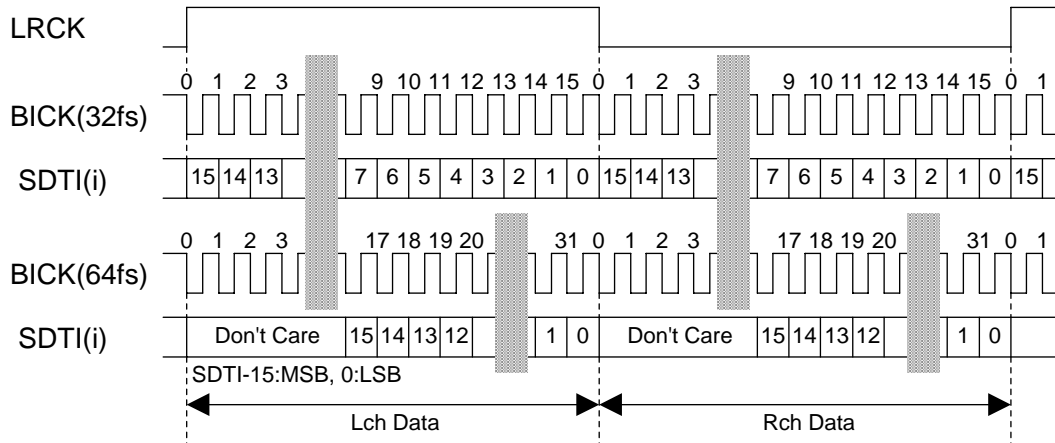 LRCK
0 1 2 3 9 10 11 12 13 14 15 0 1 2 3 9 10 11 12 13 14 15 0 1
BICK(32fs)
SDTI(i) 15 14 13 7 6 5 4 3 2 1 0 15 14 13 7 6 5 4 3 2 1 0 15
0 1 2 3 17 18 19 20 31 0 1 2 3 17 18 19 20 31 0 1
BICK(64fs)
SDTI(i) Don't Care 15 14 13 12 1 0 Don't Care 15 14 13 12 1 0
SDTI-15:MSB, 0:LSB
Lch Data Rch Data